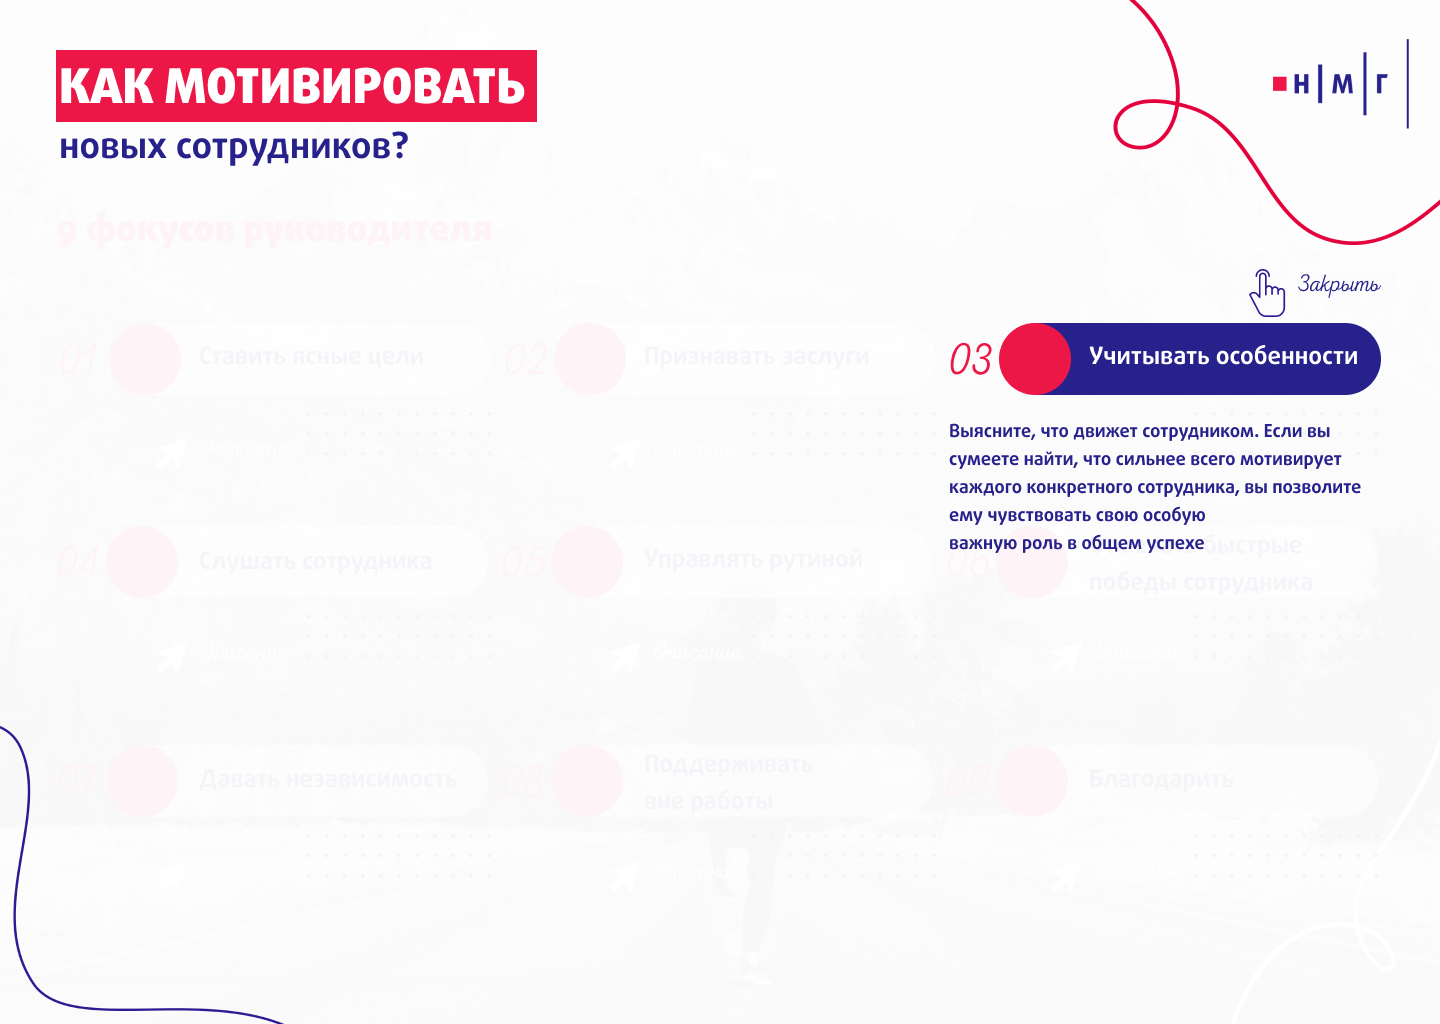 КАК МОТИВИРОВАТЬ
новых сотрудников?
н|м|г
9 фокусов руководителя
Закрыть
01 Ставить ясные цели
02 Признавать заслуги
03 Учитывать особенности
Описание
Описание
Выясните, что движет сотрудником. Если вы
сумеете найти, что сильнее всего мотивирует
каждого конкретного сотрудника, вы позволите
ему чувствовать свою особую
важную роль в общем успехе
04 Слушать сотрудника
05 Управлять рутиной
06 быстрые
победы сотрудника
Описание
Описание
Описание
07 Давать независимость
08 Поддерживать
вне работы
09 Благодарить
Описание